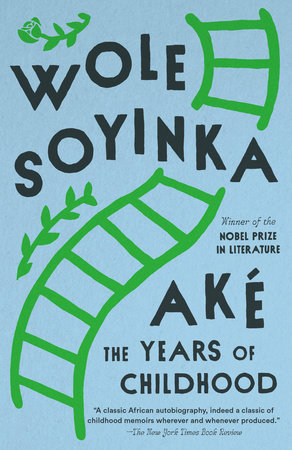 WOLE
SOYINKA
Winner of the
NOBEL PRIZE
IN LITERATURE
AKÉ
THE YEARS OF
CHILDHOOD
"A classic African autobiography, indeed a classic of
childhood memoirs wherever and whenever produced."
—The New York Times Book Review